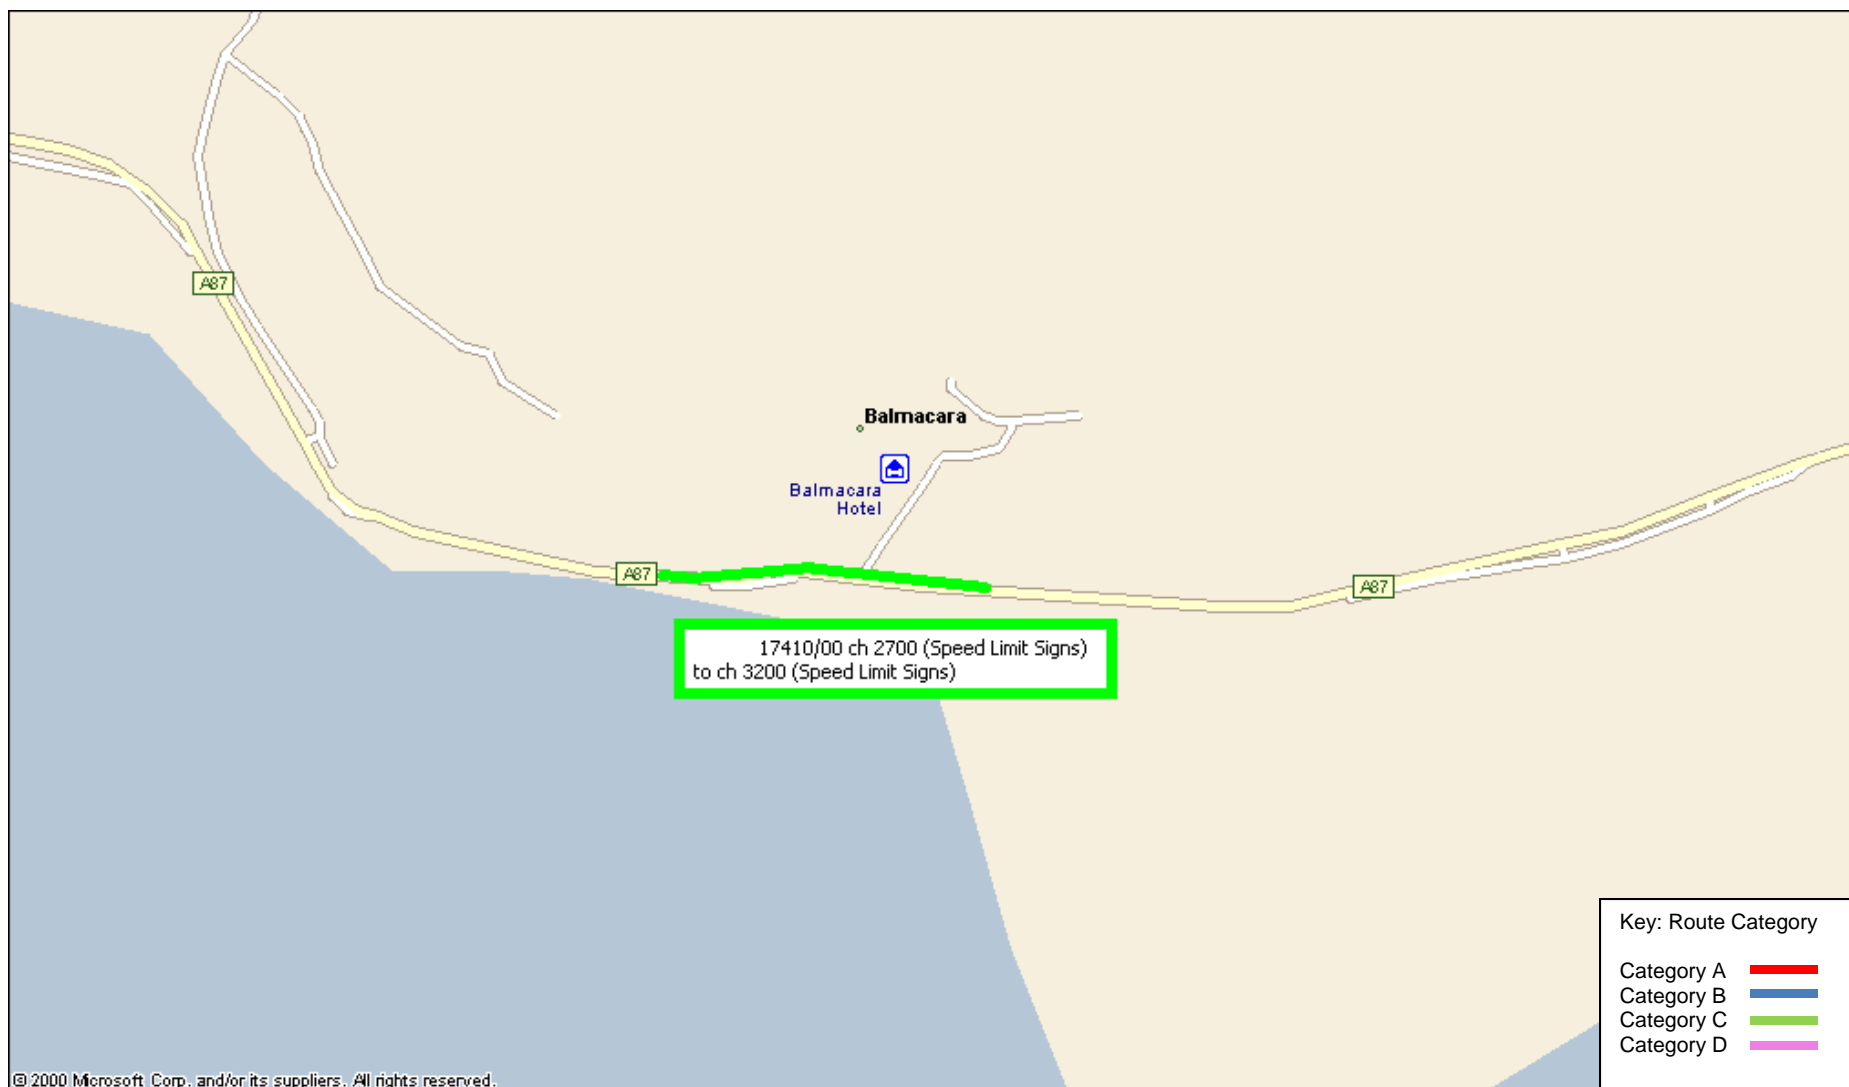 A87
Balmacara
Balmacara
Hotel
A87
A87
17410/00 ch 2700 (Speed Limit Signs)
to ch 3200 (Speed Limit Signs)
Key: Route Category
Category A
Category B
Category C
Category D
© 2000 Microsoft Corp. and/or its suppliers. All rights reserved.